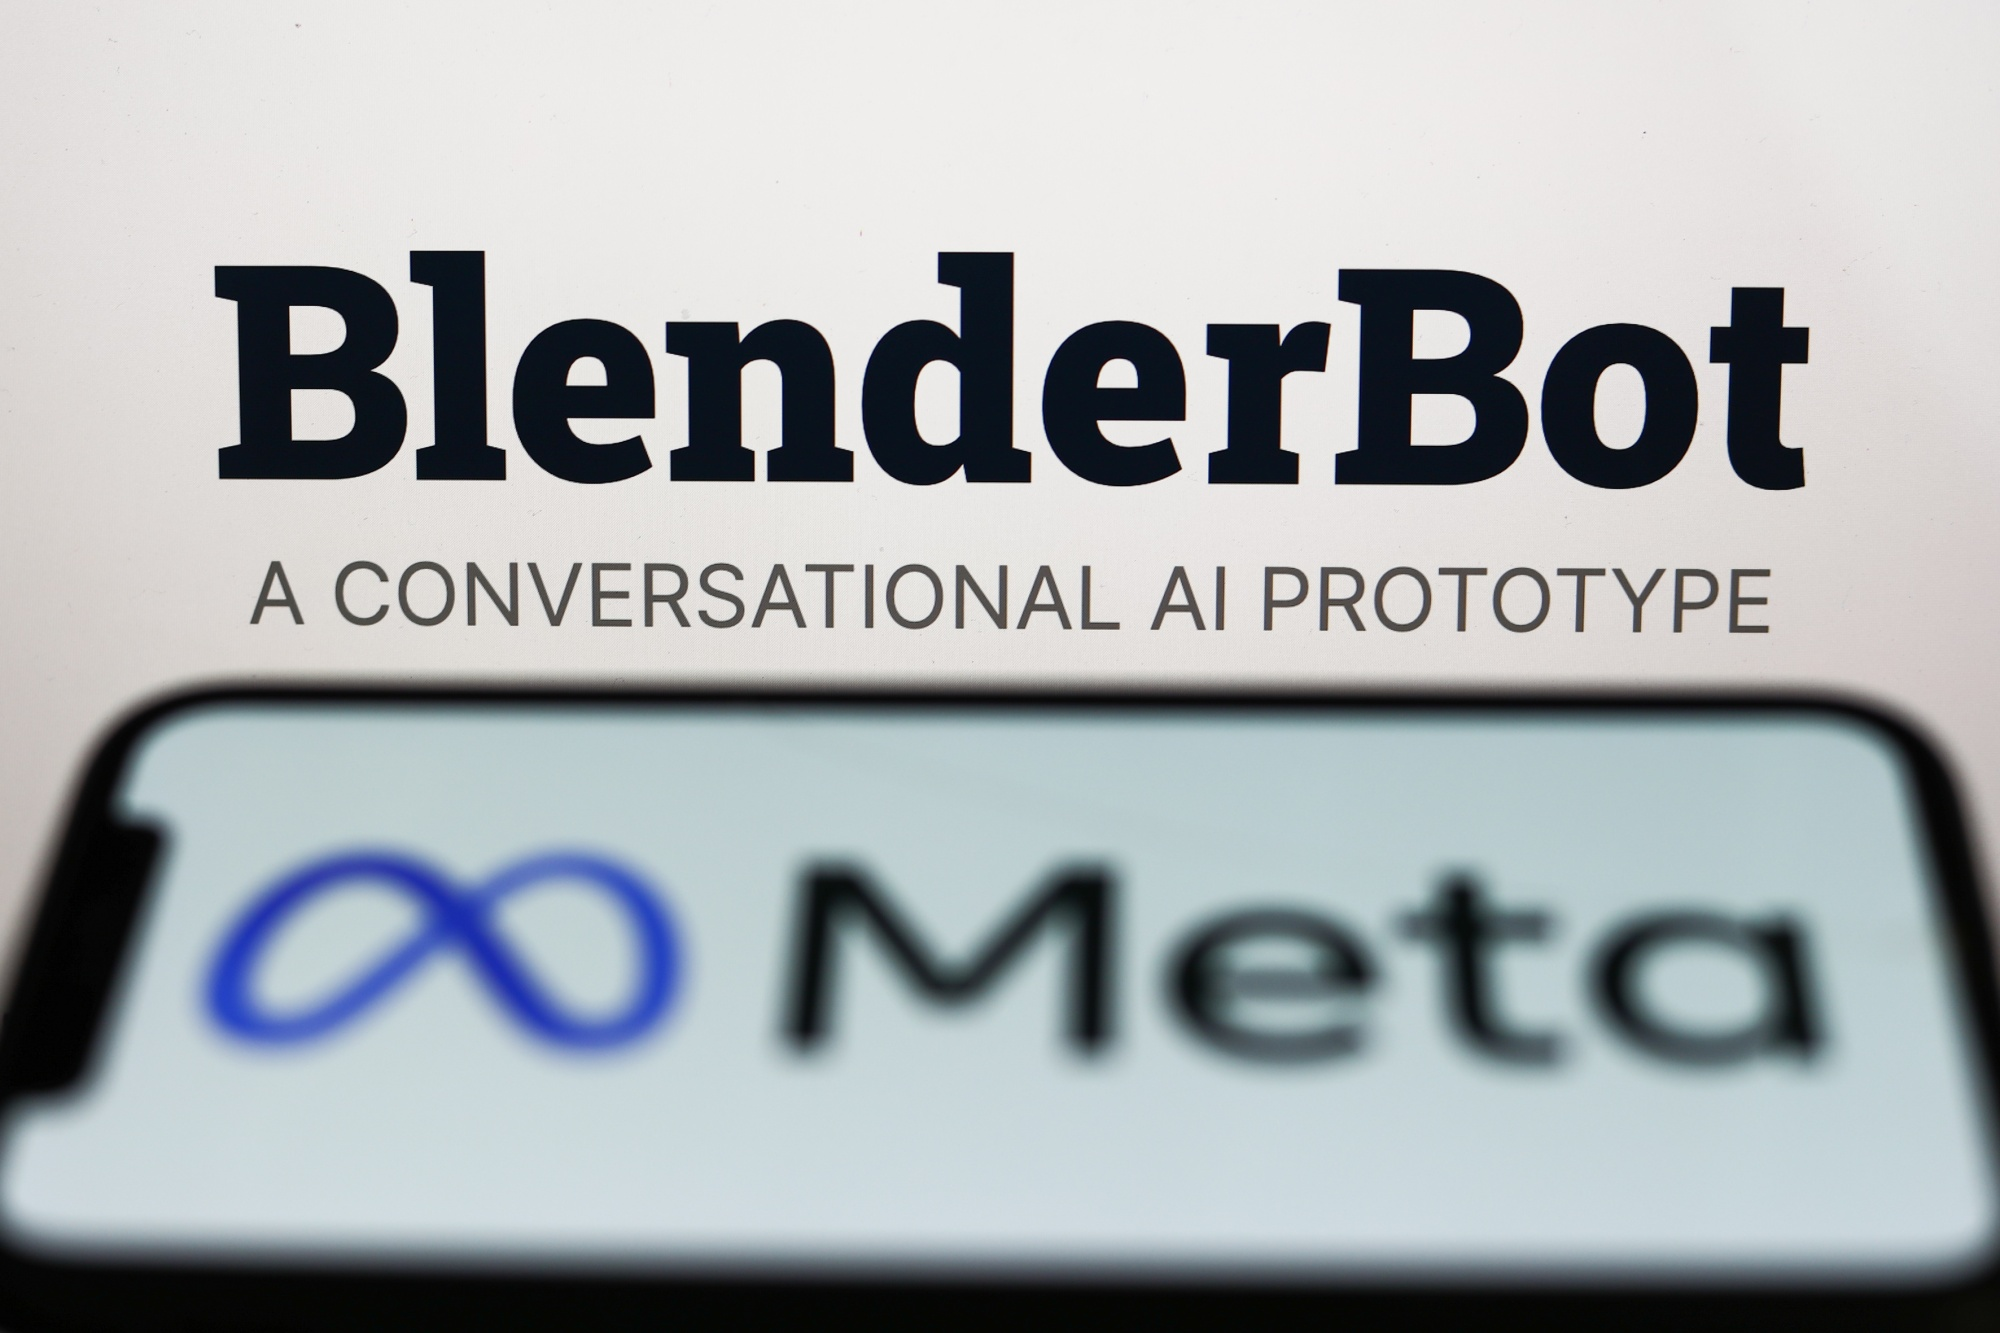 BlenderBot
A CONVERSATIONAL AI PROTOTYPE
Meta